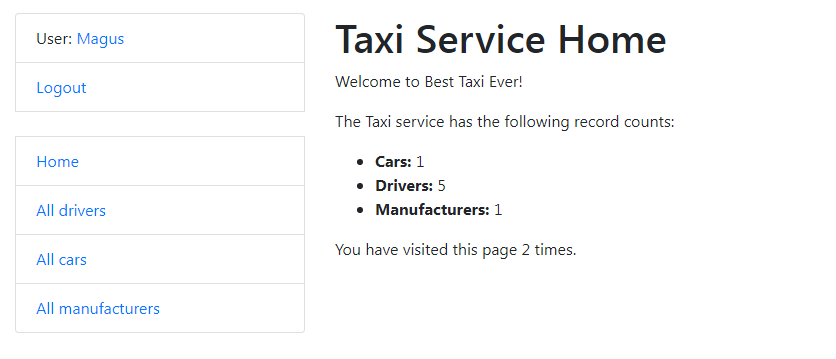 User: Magus
Logout
Home
All drivers
All cars
All manufacturers
Taxi Service Home
Welcome to Best Taxi Ever!
The Taxi service has the following record counts:
Cars: 1
Drivers: 5
Manufacturers: 1
You have visited this page 2 times.